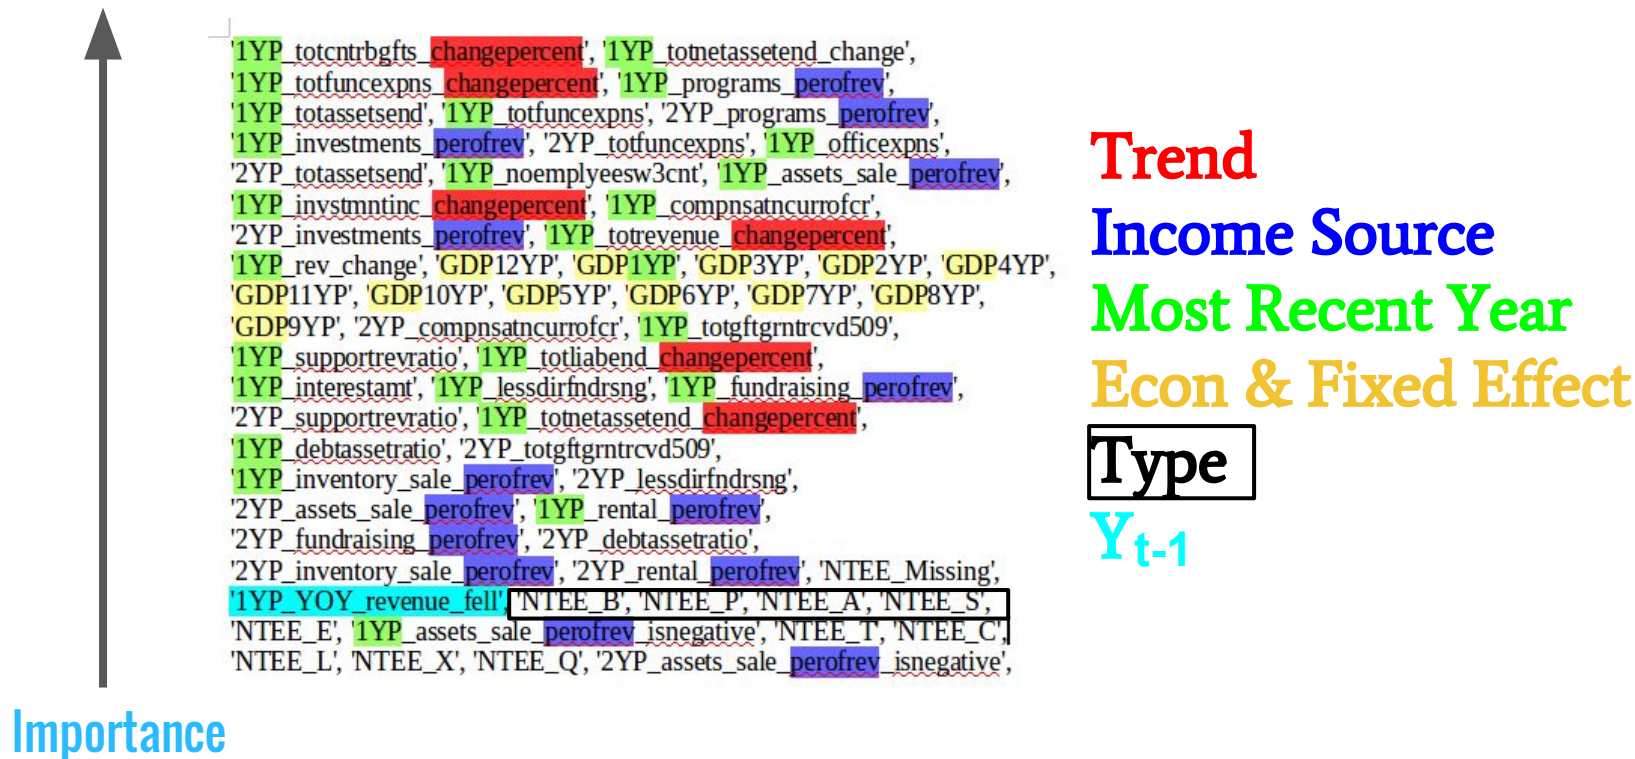 '1YP_totcntrbgfts_changepercent', '1YP_totnetassetend_change',
'1YP_totfuncexpns_changepercent', '1YP_programs_perofrev',
'1YP_totassetsend', '1YP_totfuncexpns', '2YP_programs_perofrev',
'1YP_investments_perofrev', '2YP_totfuncexpns', '1YP_officexpns',
'2YP_totassetsend', '1YP_noemplyeesw3cnt', '1YP_assets_sale_perofrev',
'1YP_invstmntinc_changepercent', '1YP_compnsatncurrofcr',
'2YP_investments_perofrev', '1YP_totrevenue_changepercent',
'1YP_rev_change', 'GDP12YP', 'GDP1YP', 'GDP3YP', 'GDP2YP', 'GDP4YP',
'GDP11YP', 'GDP10YP', 'GDP5YP', 'GDP6YP', 'GDP7YP', 'GDP8YP',
'GDP9YP', '2YP_compnsatncurrofcr', '1YP_totgftgrntrcvd509',
'1YP_supportrevratio', '1YP_totliabend_changepercent',
'1YP_interestamt', '1YP_lessdirfndrsng', '1YP_fundraising_perofrev',
'2YP_supportrevratio', '1YP_totnetassetend_changepercent',
'1YP_debtassetratio', '2YP_totgftgrntrcvd509',
'1YP_inventory_sale_perofrev', '2YP_lessdirfndrsng',
'2YP_assets_sale_perofrev', '1YP_rental_perofrev',
'2YP_fundraising_perofrev', '2YP_debtassetratio',
'2YP_inventory_sale_perofrev', '2YP_rental_perofrev', 'NTEE_Missing',
'1YP_YOY_revenue_fell', 'NTEE_B', 'NTEE_P', 'NTEE_A', 'NTEE_S',
'NTEE_E', '1YP_assets_sale_perofrev_isnegative', 'NTEE_T', 'NTEE_C',
'NTEE_L', 'NTEE_X', 'NTEE_Q', '2YP_assets_sale_perofrev_isnegative',
Importance
Trend
Income Source
Most Recent Year
Econ & Fixed Effect
Type
Yt-1